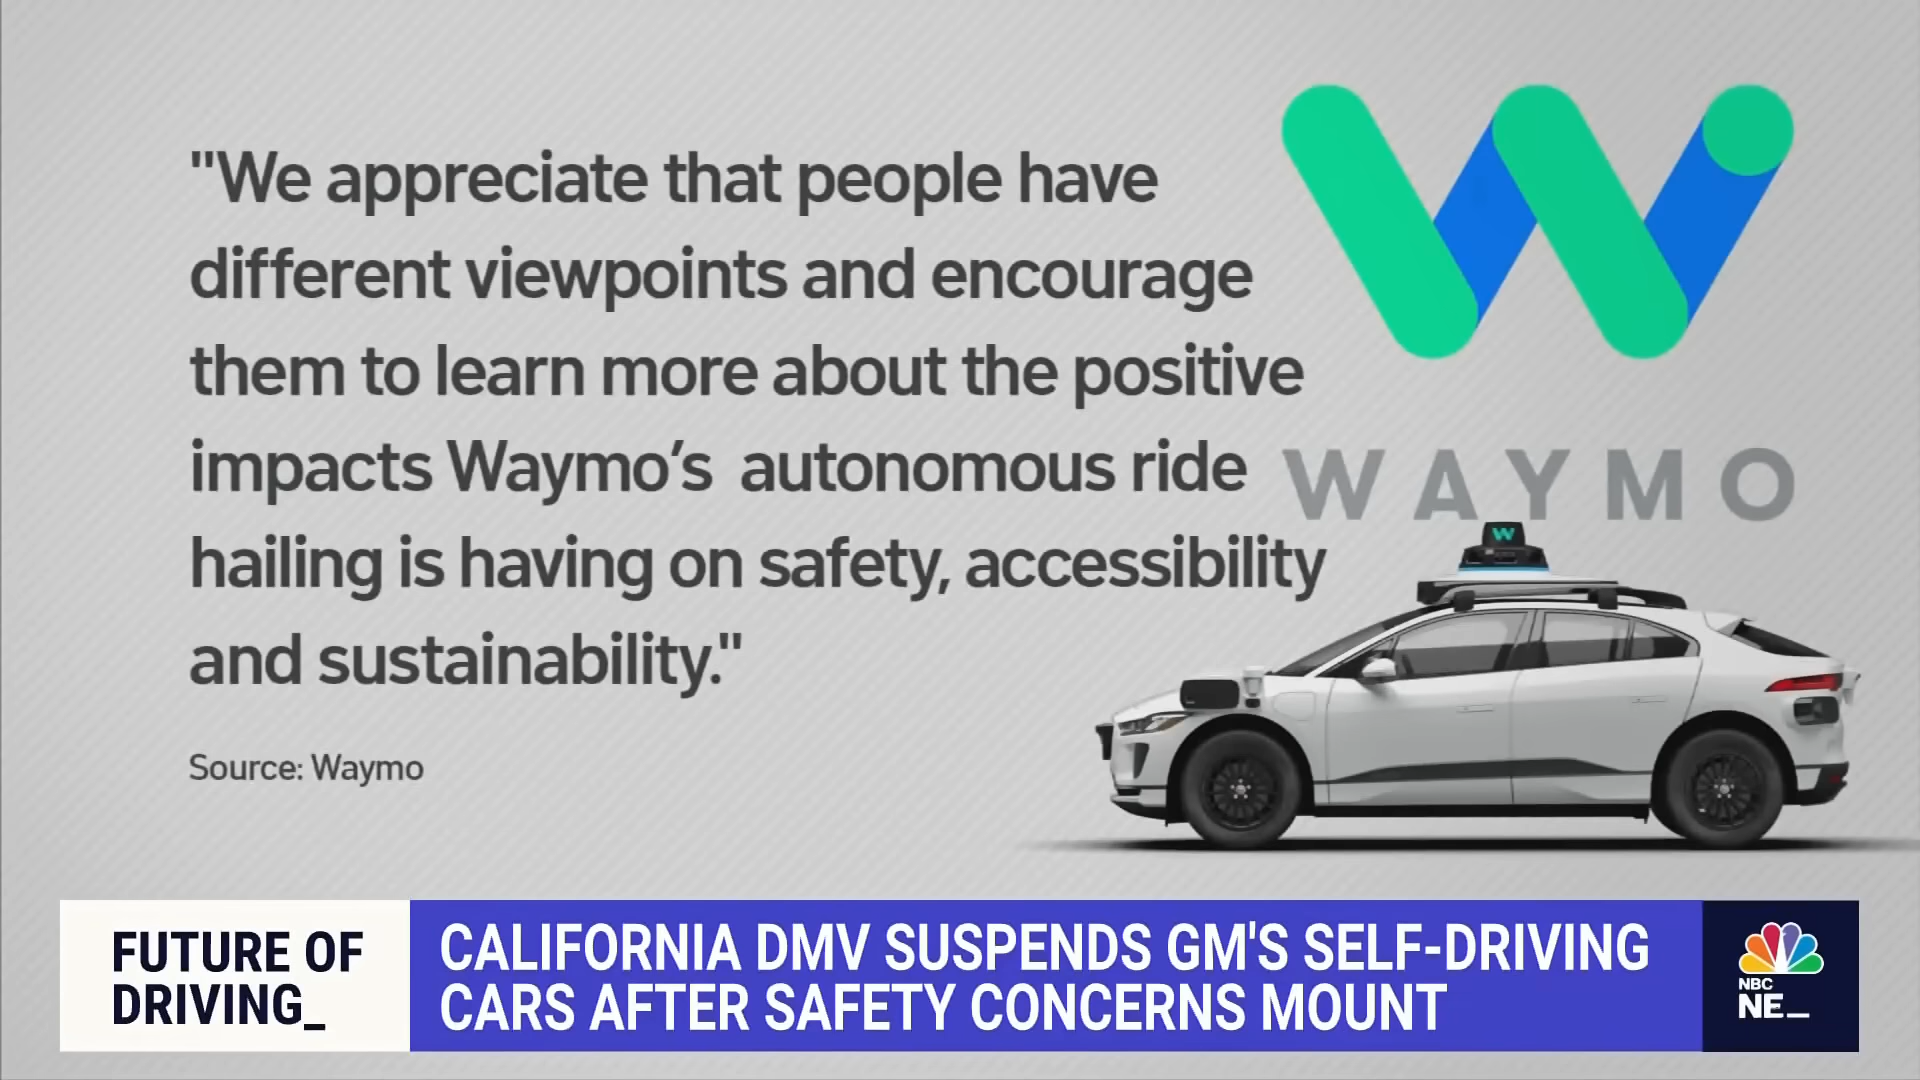 "We appreciate that people have
different viewpoints and encourage
them to learn more about the positive
impacts Waymo’s  autonomous ride
hailing is having on safety, accessibility
and sustainability."
Source: Waymo
WAYMO
FUTURE OF
DRIVING_
CALIFORNIA DMV SUSPENDS GM'S SELF-DRIVING
CARS AFTER SAFETY CONCERNS MOUNT
NBC
NE_